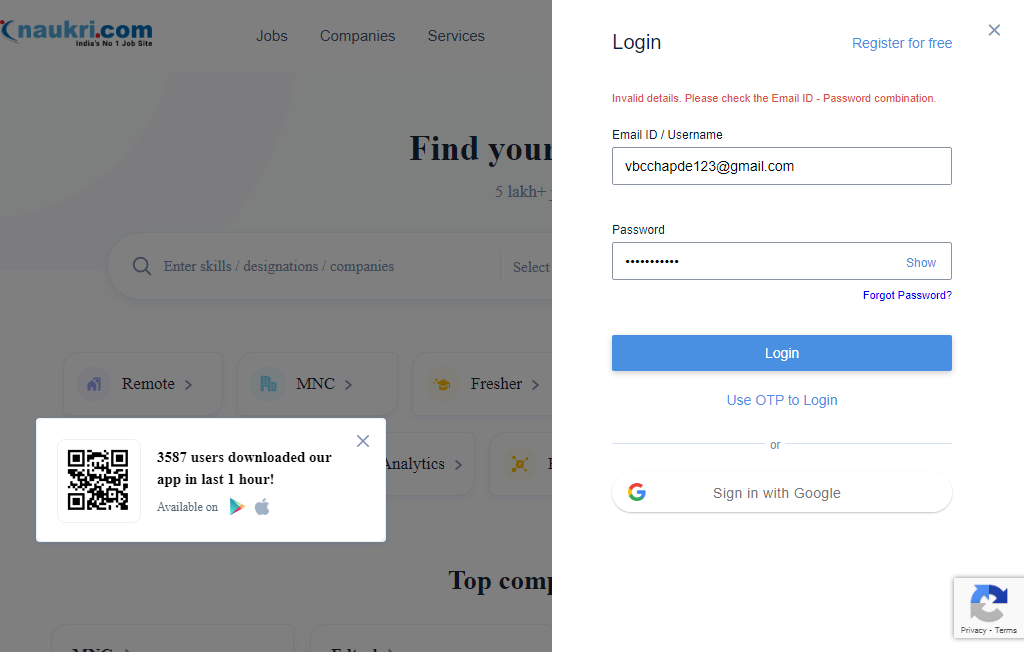 naukri.com
India's No 1 Job Site
Jobs
Companies
Services
Find your
5 lakh+
Enter skills / designations / companies
Select
Remote
MNC
Fresher
Analytics
3587 users downloaded our
app in last 1 hour!
Available on
Top comp
MNC
Login
Register for free
Invalid details. Please check the Email ID - Password combination.
Email ID / Username
vbcchapde123@gmail.com
Password
•••••••••••
Show
Forgot Password?
Login
Use OTP to Login
or
Sign in with Google
Privacy - Terms